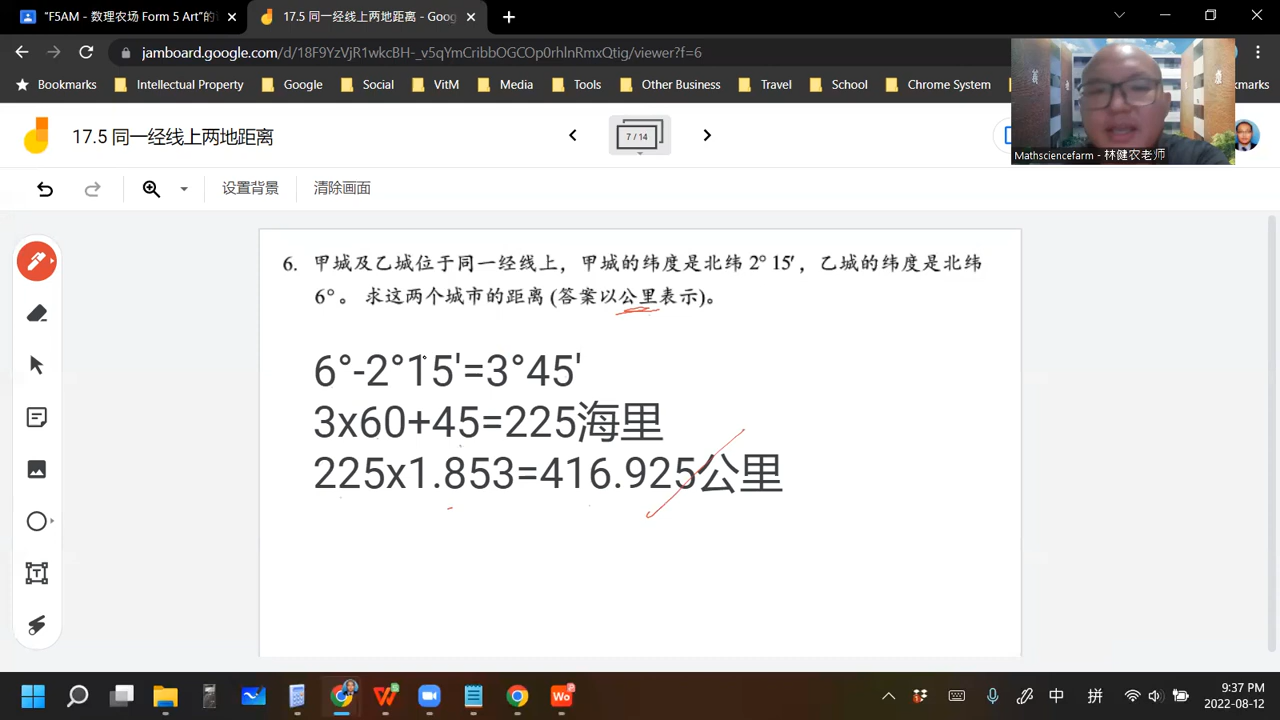 "F5AM - 数理农场 Form 5 Art"的
17.5 同一经线上两地距离 - Goog
jamboard.google.com/d/18F9YzVjR1wkcBH-_v5qYmCribbOGCOp0rhlnRmxQtig/viewer?f=6
Bookmarks
Intellectual Property
Google
Social
VitM
Media
Tools
Other Business
Travel
School
Chrome System
marks
17.5 同一经线上两地距离
7 / 14
Mathsciencefarm - 林健农老师
设置背景
清除画面
6. 甲城及乙城位于同一经线上，甲城的纬度是北纬 2° 15′，乙城的纬度是北纬
6°。 求这两个城市的距离 (答案以公里表示)。
6°-2°15'=3°45'
3x60+45=225海里
225x1.853=416.925公里
Wo
中
拼
9:37 PM
2022-08-12